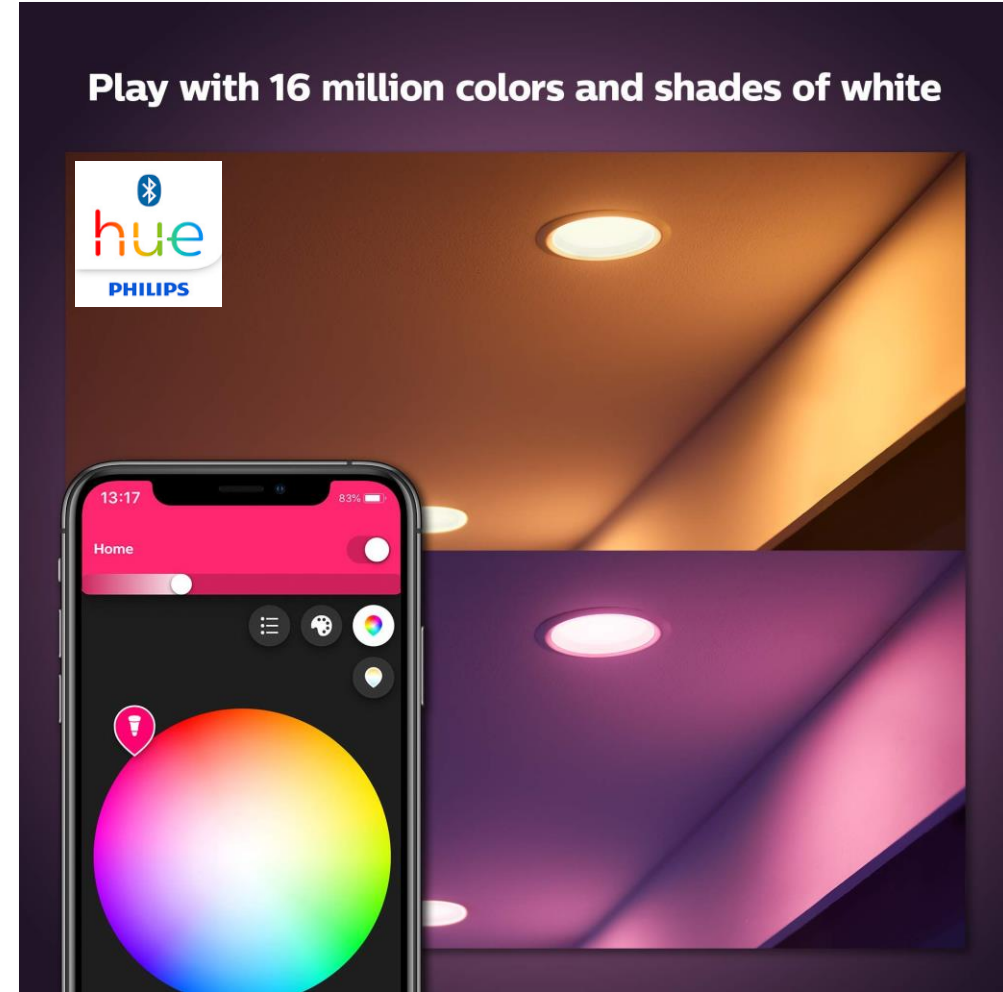 Play with 16 million colors and shades of white
hue
PHILIPS
13:17
83%
Home